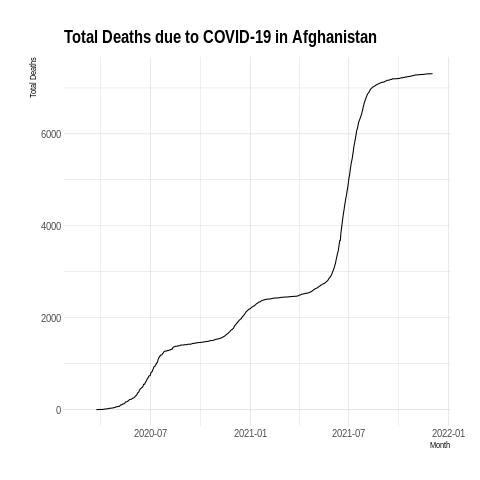 Total Deaths due to COVID-19 in Afghanistan
Total Deaths
6000
4000
2000
0
2020-07
2021-01
2021-07
2022-01
Month